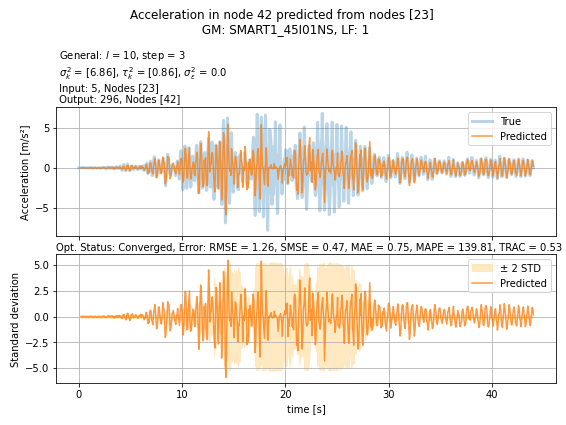 Acceleration in node 42 predicted from nodes [23]
GM: SMART1_45I01NS, LF: 1
General: l = 10, step = 3
σ²ₖ = [6.86], τ²ₖ = [0.86], σ²ε = 0.0
Input: 5, Nodes [23]
Output: 296, Nodes [42]
Acceleration [m/s²]
5
0
−5
True
Predicted
Opt. Status: Converged, Error: RMSE = 1.26, SMSE = 0.47, MAE = 0.75, MAPE = 139.81, TRAC = 0.53
Standard deviation
5.0
2.5
0.0
−2.5
−5.0
± 2 STD
Predicted
0 10 20 30 40
time [s]